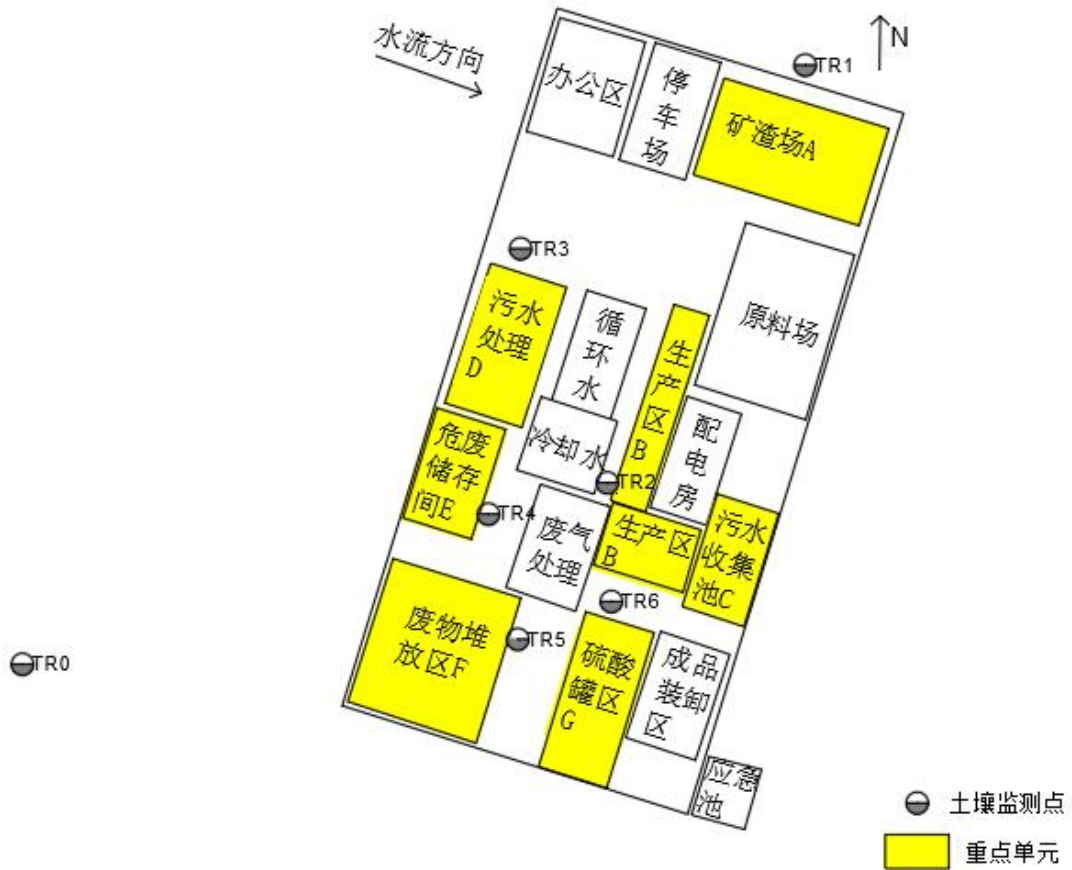 水流方向
N
TR1
办公区
停
车
场
矿渣场A
TR3
污水
处理
D
循
环
水
生
产
区
B
原料场
冷却水
配
电
房
危废
储存
间E
TR2
TR4
废气
处理
生产区
B
污水
收集
池C
TR6
废物堆
放区F
TR5
硫酸
罐区
G
成品
装卸
区
TR0
应急
池
土壤监测点
重点单元